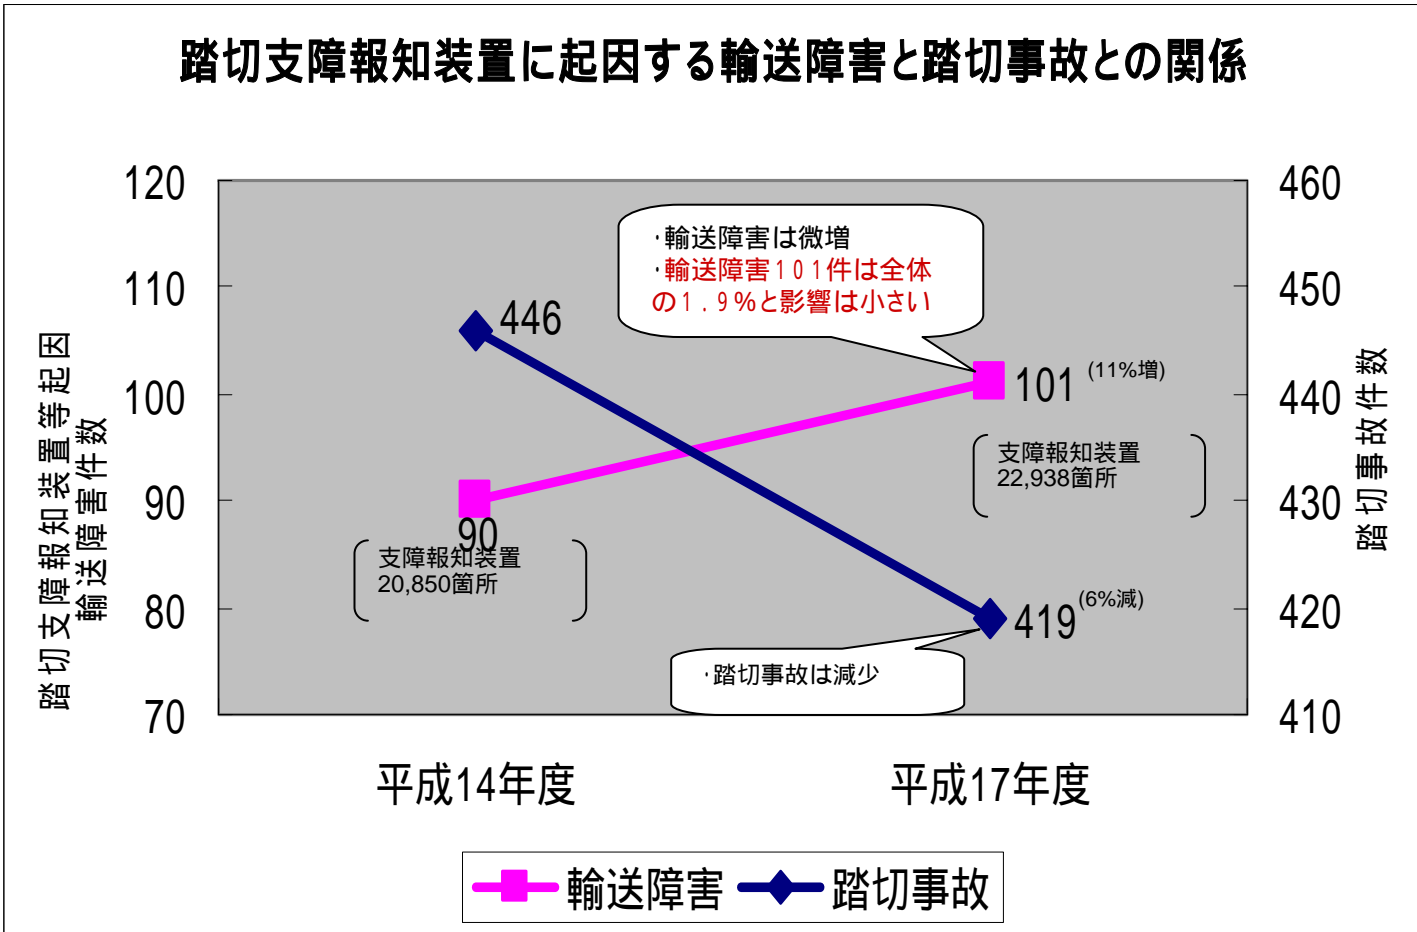 踏切支障報知装置に起因する輸送障害と踏切事故との関係
120
110
100
90
80
70
踏切支障報知装置等起因
輸送障害件数
460
450
440
430
420
410
踏切事故件数
・輸送障害は微増
・輸送障害101件は全体
の1.9%と影響は小さい
446
101
(11%増)
支障報知装置
22,938箇所
90
支障報知装置
20,850箇所
419
(6%減)
・踏切事故は減少
平成14年度
平成17年度
輸送障害
踏切事故